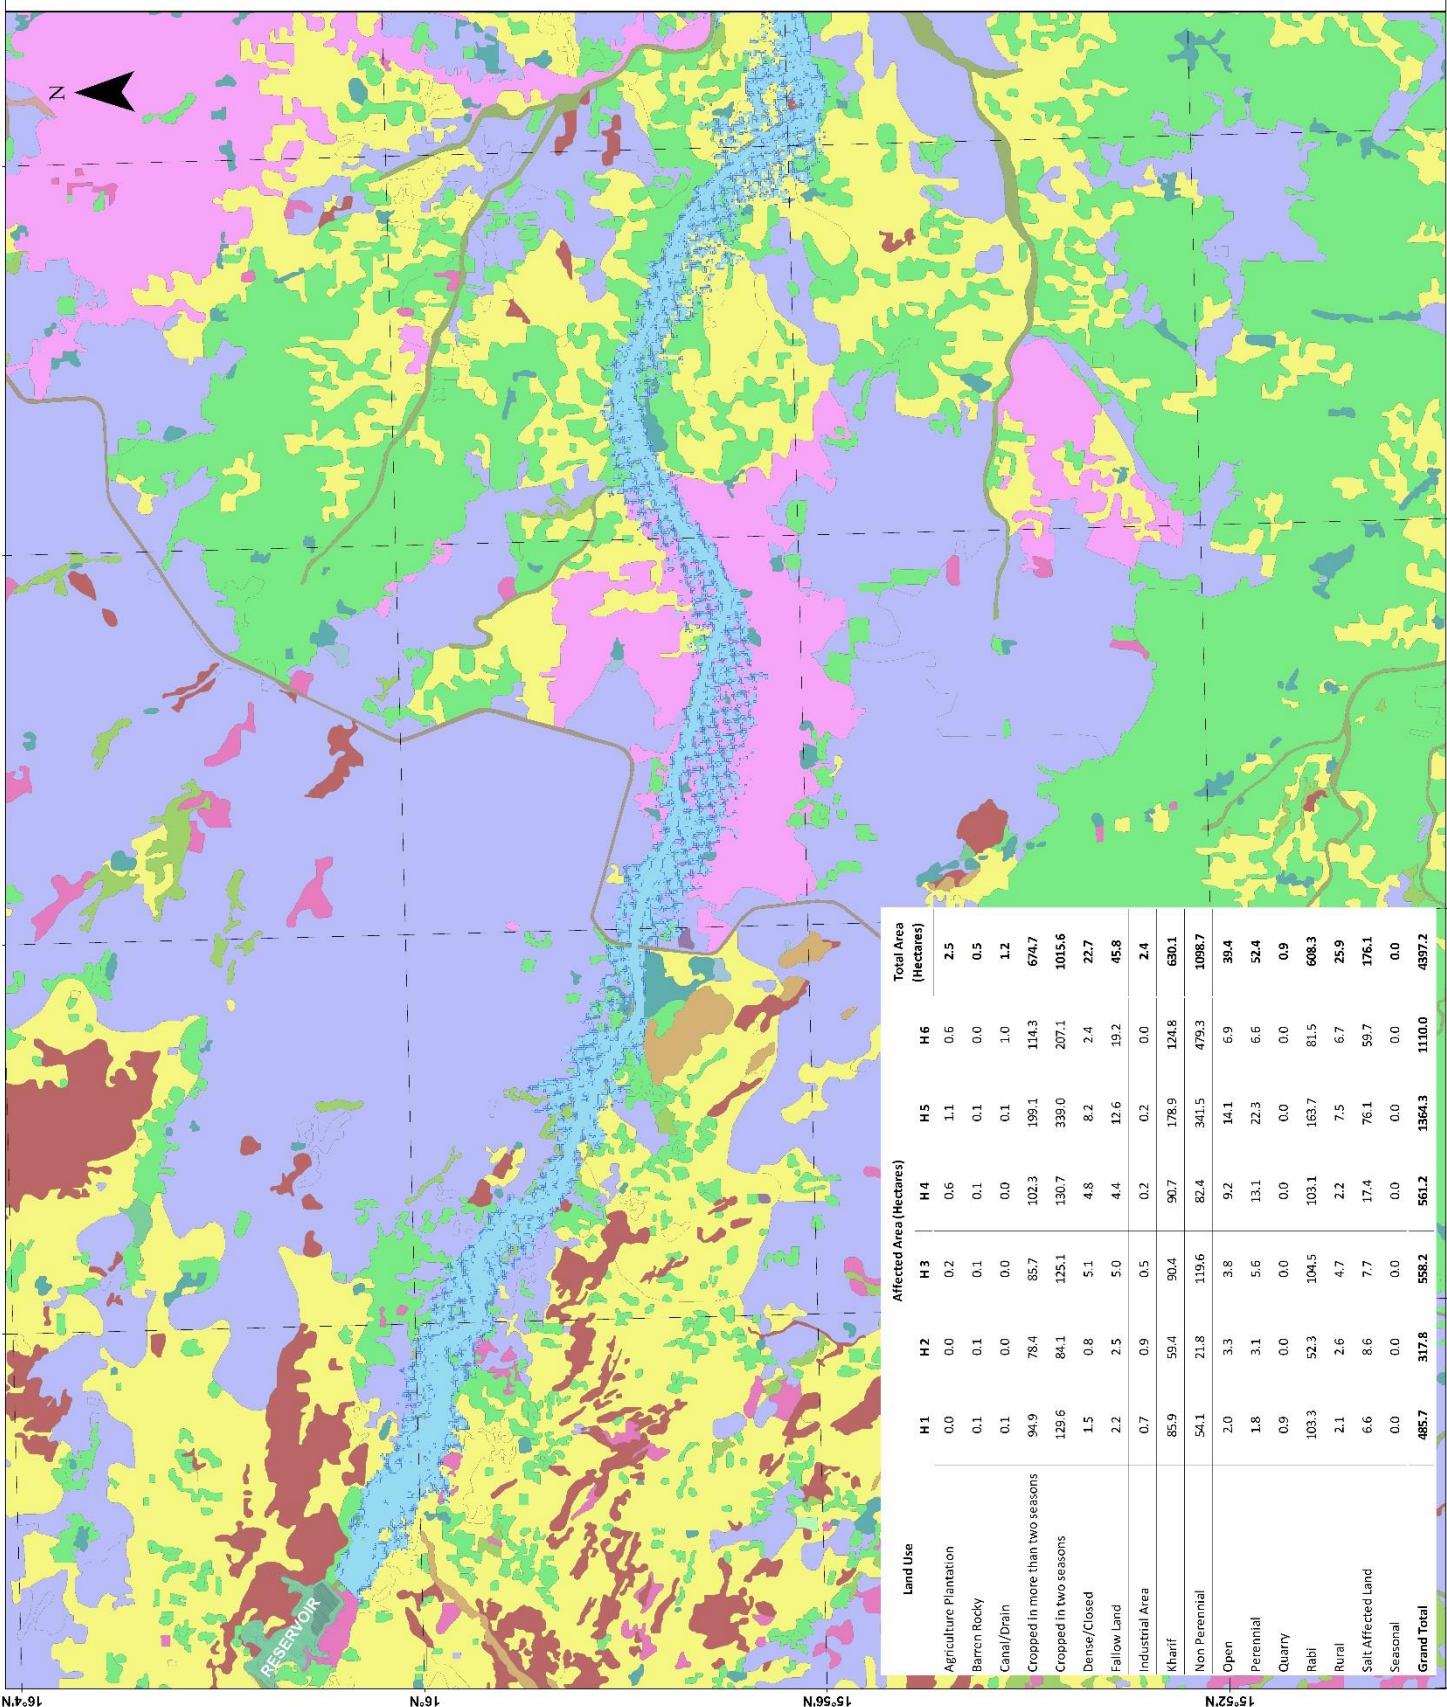 N
RESERVOIR
16°4'N
16°N
15°56'N
15°52'N
Land Use Affected Area (Hectares) Total Area (Hectares)
H1 H2 H3 H4 H5 H6
Agriculture Plantation 0.0 0.0 0.2 0.6 1.1 0.6 2.5
Barren Rocky 0.1 0.1 0.1 0.1 0.1 0.0 0.5
Canal/Drain 0.1 0.0 0.0 0.0 0.1 1.0 1.2
Cropped in more than two seasons 94.9 78.4 85.7 102.3 199.1 114.3 674.7
Cropped in two seasons 129.6 84.1 125.1 130.7 339.0 207.1 1015.6
Dense/Closed 1.5 0.8 5.1 4.8 8.2 2.4 22.7
Fallow Land 2.2 2.5 5.0 4.4 12.6 19.2 45.8
Industrial Area 0.7 0.9 0.5 0.2 0.2 0.0 2.4
Kharif 85.9 59.4 90.4 90.7 178.9 124.8 630.1
Non Perennial 54.1 21.8 119.6 82.4 341.5 479.3 1098.7
Open 2.0 3.3 3.8 9.2 14.1 6.9 39.4
Perennial 1.8 3.1 5.6 13.1 22.3 6.6 52.4
Quarry 0.9 0.0 0.0 0.0 0.0 0.0 0.9
Rabi 103.3 52.3 104.5 103.1 163.7 81.5 608.3
Rural 2.1 2.6 4.7 2.2 7.5 6.7 25.9
Salt Affected Land 6.6 8.6 7.7 17.4 76.1 59.7 176.1
Seasonal 0.0 0.0 0.0 0.0 0.0 0.0 0.0
Grand Total 485.7 317.8 558.2 561.2 1364.3 1110.0 4397.2